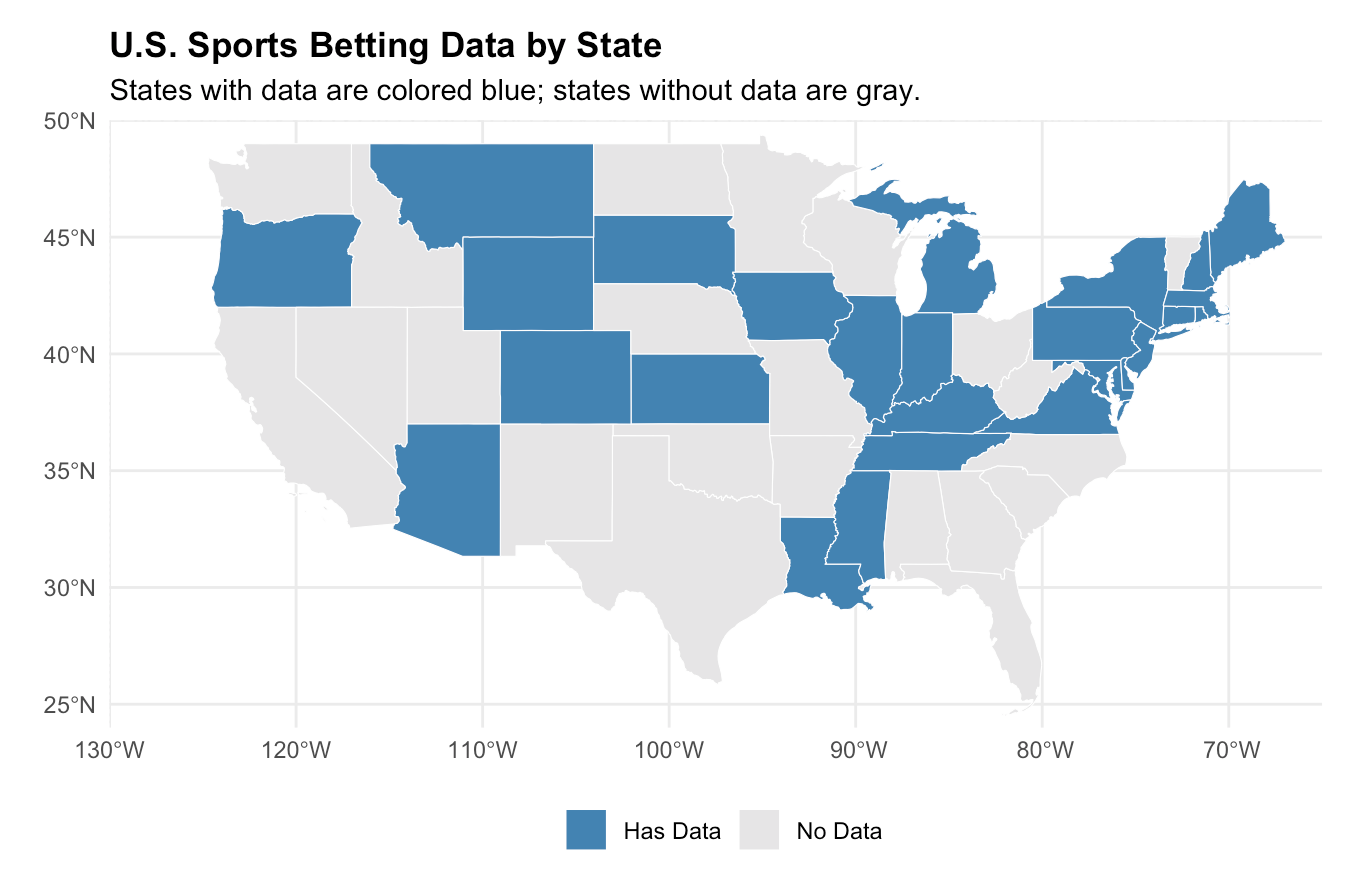 U.S. Sports Betting Data by State
States with data are colored blue; states without data are gray.
50°N
45°N
40°N
35°N
30°N
25°N
130°W 120°W 110°W 100°W 90°W 80°W 70°W
Has Data No Data